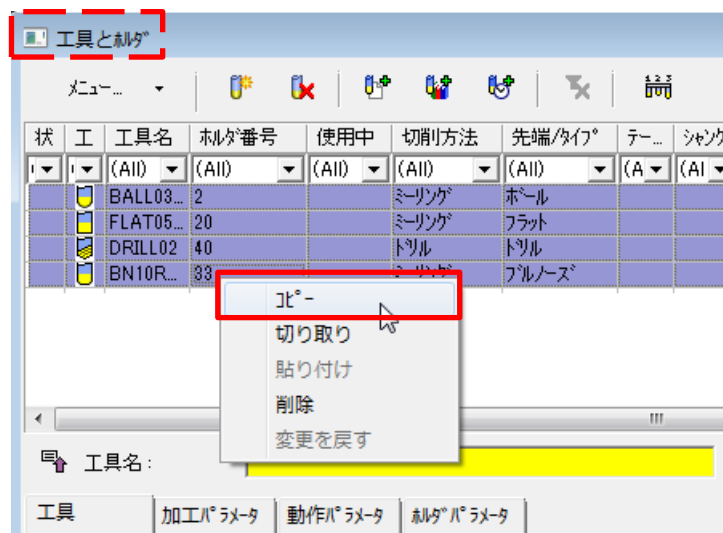 工具とﾎﾙﾀﾞ
ﾒﾆｭｰ...
123
状 工 工具名 ﾎﾙﾀﾞ番号 使用中 切削方法 先端/ﾀｲﾌﾟ テー... ｼｬﾝｸ
(All) (All) (All) (All) (All) (A (Al
BALL03... 2 ﾐｰﾘﾝｸﾞ ﾎﾞｰﾙ
FLAT05... 20 ﾐｰﾘﾝｸﾞ ﾌﾗｯﾄ
DRILL02 40 ﾄﾞﾘﾙ ﾄﾞﾘﾙ
BN10R... 33 ﾐｰﾘﾝｸﾞ ﾌﾞﾙﾉｰｽﾞ
ｺﾋﾟｰ
切り取り
貼り付け
削除
変更を戻す
工具名 :
工具 加工ﾊﾟﾗﾒｰﾀ 動作ﾊﾟﾗﾒｰﾀ ﾎﾙﾀﾞﾊﾟﾗﾒｰﾀ